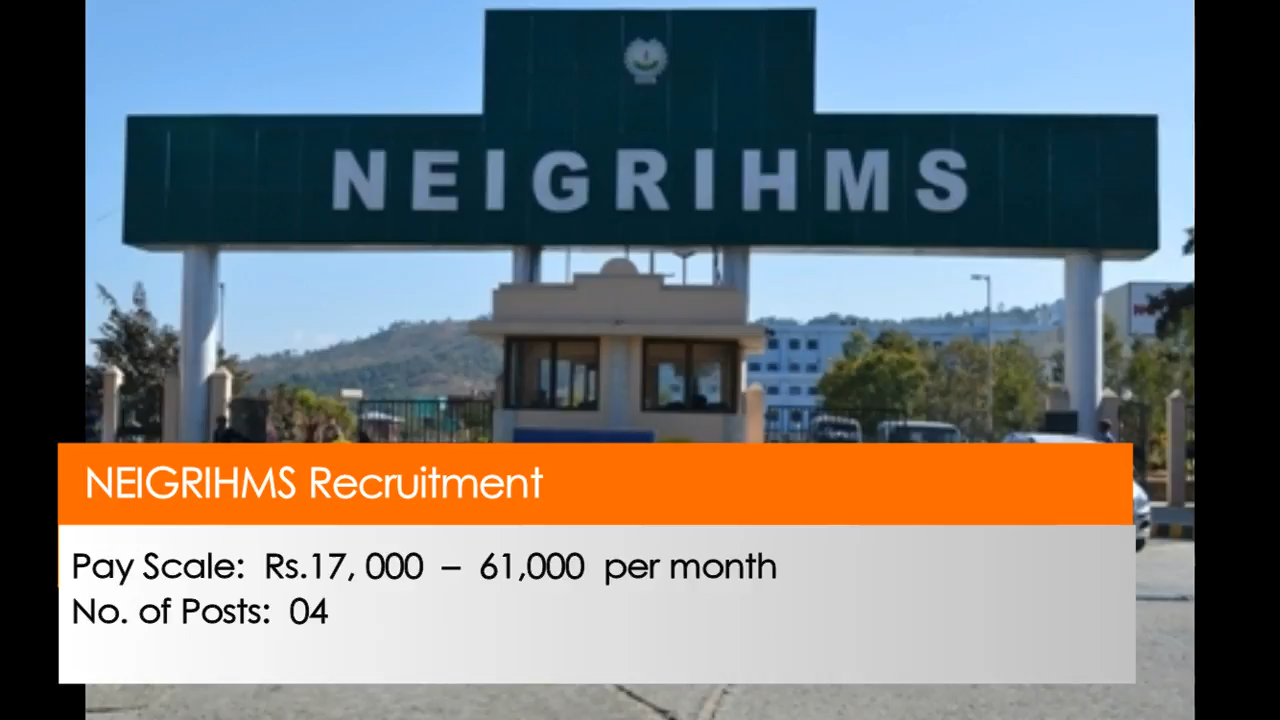 NEIGRIHMS
NEIGRIHMS Recruitment
Pay Scale: Rs.17, 000 – 61,000 per month
No. of Posts: 04